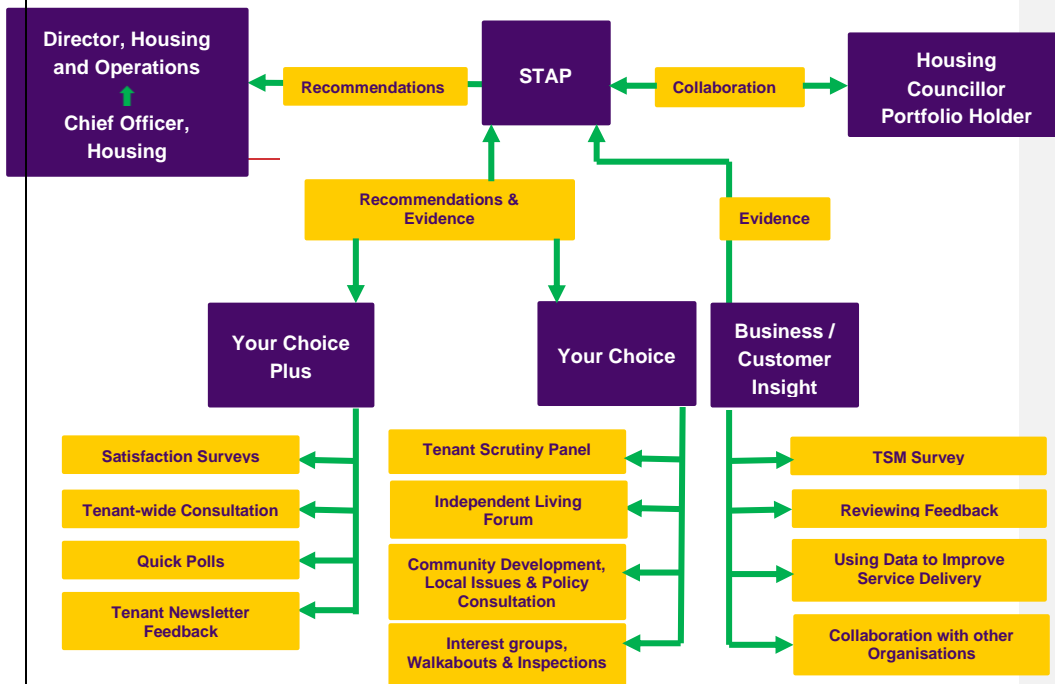 Director, Housing
and Operations
Chief Officer,
Housing
Recommendations
STAP
Collaboration
Housing
Councillor
Portfolio Holder
Recommendations &
Evidence
Evidence
Your Choice
Plus
Your Choice
Business /
Customer
Insight
Satisfaction Surveys
Tenant-wide Consultation
Quick Polls
Tenant Newsletter
Feedback
Tenant Scrutiny Panel
Independent Living
Forum
Community Development,
Local Issues & Policy
Consultation
Interest groups,
Walkabouts & Inspections
TSM Survey
Reviewing Feedback
Using Data to Improve
Service Delivery
Collaboration with other
Organisations